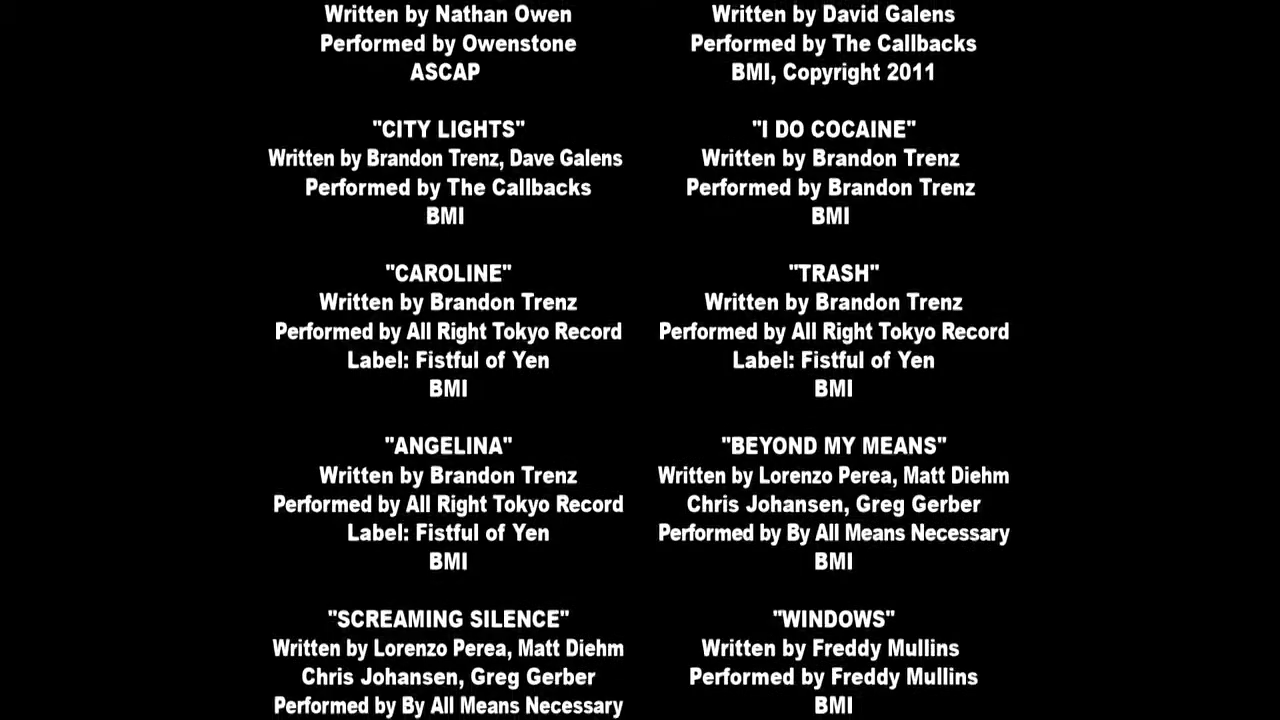 Written by Nathan Owen
Performed by Owenstone
ASCAP
"CITY LIGHTS"
Written by Brandon Trenz, Dave Galens
Performed by The Callbacks
BMI
"CAROLINE"
Written by Brandon Trenz
Performed by All Right Tokyo Record
Label: Fistful of Yen
BMI
"ANGELINA"
Written by Brandon Trenz
Performed by All Right Tokyo Record
Label: Fistful of Yen
BMI
"SCREAMING SILENCE"
Written by Lorenzo Perea, Matt Diehm
Chris Johansen, Greg Gerber
Performed by By All Means Necessary
Written by David Galens
Performed by The Callbacks
BMI, Copyright 2011
"I DO COCAINE"
Written by Brandon Trenz
Performed by Brandon Trenz
BMI
"TRASH"
Written by Brandon Trenz
Performed by All Right Tokyo Record
Label: Fistful of Yen
BMI
"BEYOND MY MEANS"
Written by Lorenzo Perea, Matt Diehm
Chris Johansen, Greg Gerber
Performed by By All Means Necessary
BMI
"WINDOWS"
Written by Freddy Mullins
Performed by Freddy Mullins
BMI